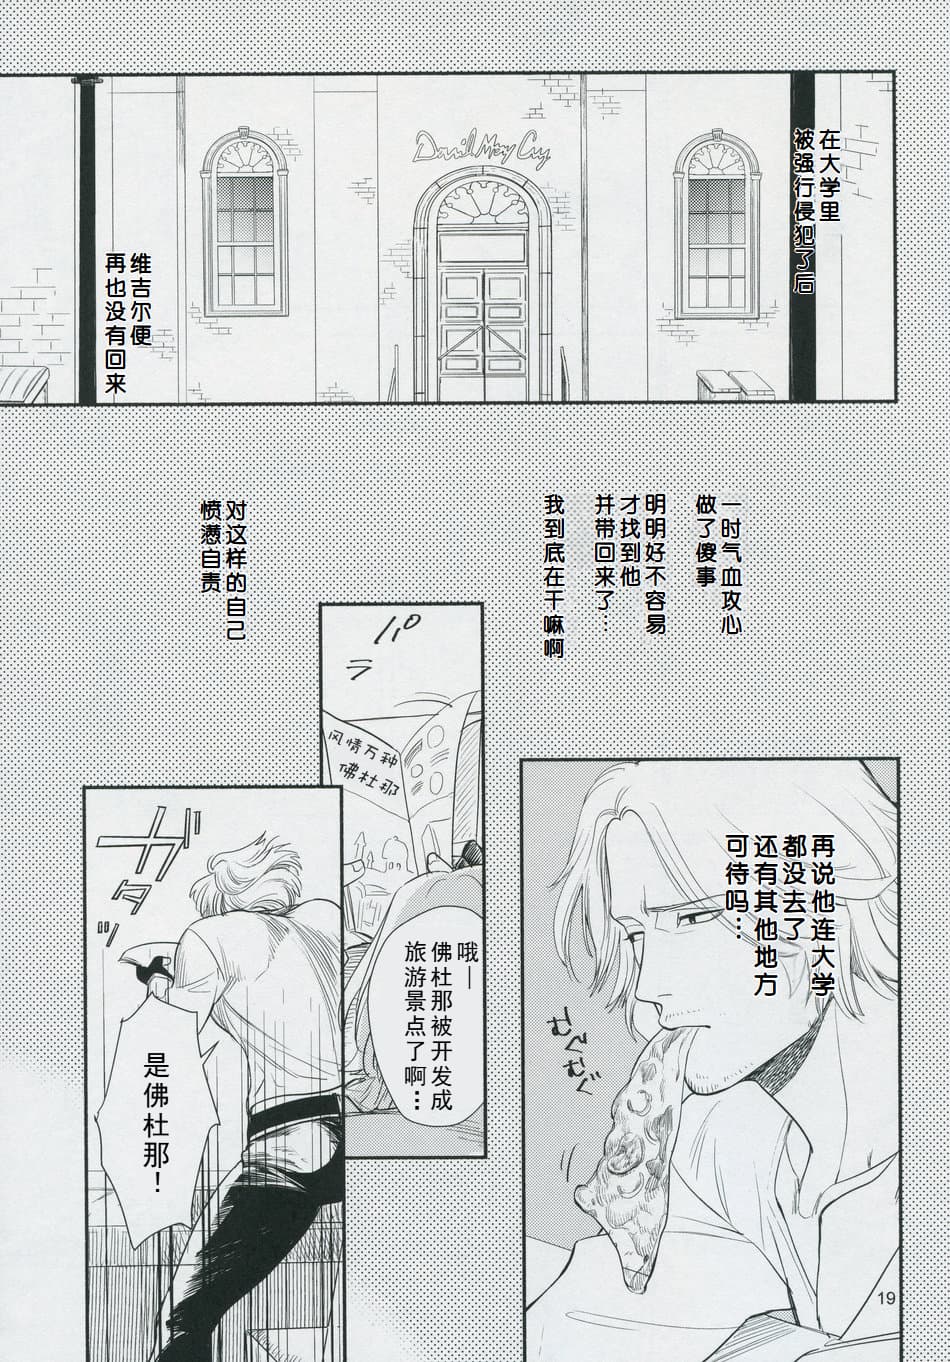 Devil May Cry
在大学里
被强行侵犯了后
维吉尔便
再也没有回来
一时气血攻心
做了傻事
明明好不容易
才找到他
并带回来了…
我到底在干嘛啊
对这样的自己
愤懑自责
再说他连大学
都没去了
还有其他地方
可待吗…
むぐ
むぐ
パ
ラ
风情万种
佛杜那
哦—
佛杜那被开发成
旅游景点了啊…
ガタッ
是佛杜那！
19